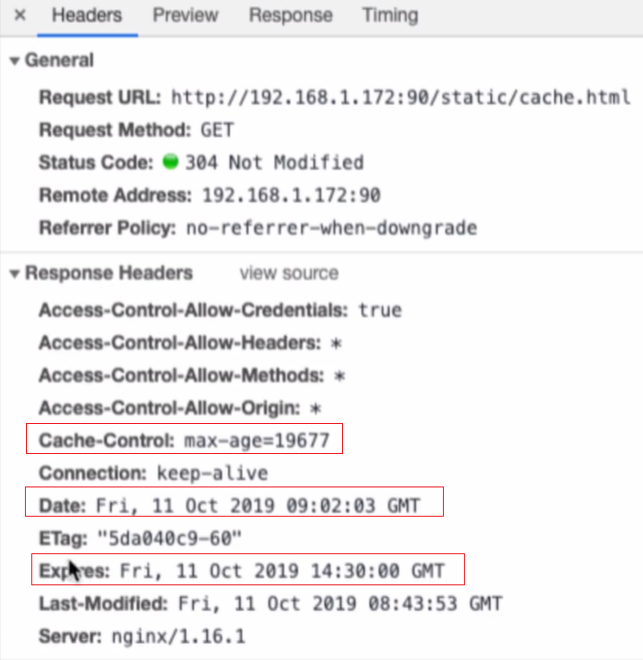 × Headers Preview Response Timing
▼ General
Request URL: http://192.168.1.172:90/static/cache.html
Request Method: GET
Status Code: 304 Not Modified
Remote Address: 192.168.1.172:90
Referrer Policy: no-referrer-when-downgrade
▼ Response Headers view source
Access-Control-Allow-Credentials: true
Access-Control-Allow-Headers: *
Access-Control-Allow-Methods: *
Access-Control-Allow-Origin: *
Cache-Control: max-age=19677
Connection: keep-alive
Date: Fri, 11 Oct 2019 09:02:03 GMT
ETag: "5da040c9-60"
Expires: Fri, 11 Oct 2019 14:30:00 GMT
Last-Modified: Fri, 11 Oct 2019 08:43:53 GMT
Server: nginx/1.16.1